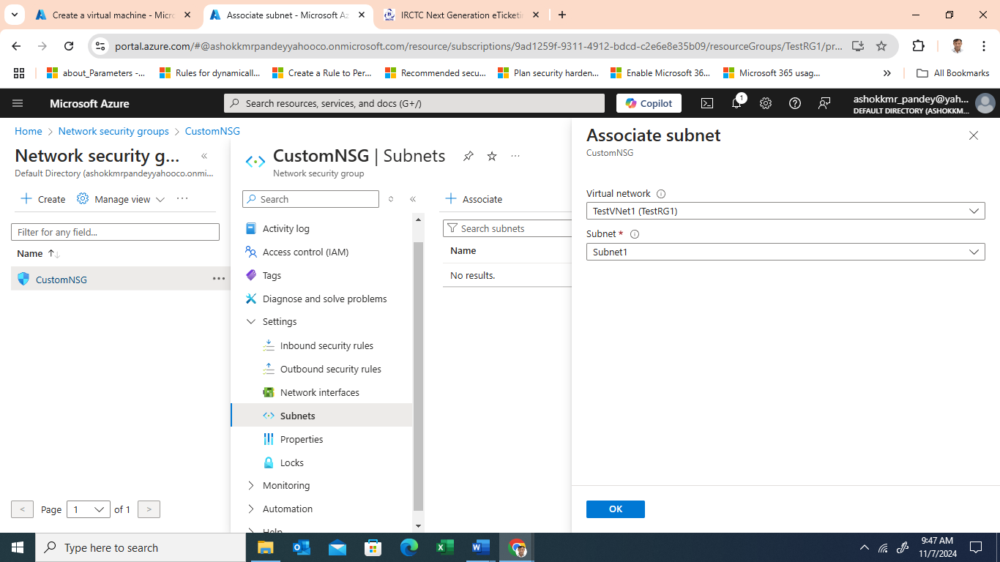 Create a virtual machine - Micro
Associate subnet - Microsoft Az
IRCTC Next Generation eTicketin
portal.azure.com/#@ashokkmrpandeyyahooco.onmicrosoft.com/resource/subscriptions/9ad1259f-9311-4912-bdcd-c2e6e8e35b09/resourceGroups/TestRG1/pr...
about_Parameters -...
Rules for dynamicall...
Create a Rule to Per...
Recommended secu...
Plan security harden...
Enable Microsoft 36...
Microsoft 365 usag...
All Bookmarks
Microsoft Azure
Search resources, services, and docs (G+/)
Copilot
1
ashokkmr_pandey@yah...
DEFAULT DIRECTORY (ASHOKKM...
Home > Network security groups > CustomNSG
Network security g...
Default Directory (ashokkmrpandeyyahooco.onmi...
Create
Manage view
Filter for any field...
Name
CustomNSG
< Page 1 of 1 >
CustomNSG | Subnets
Network security group
Search
Activity log
Access control (IAM)
Tags
Diagnose and solve problems
Settings
Inbound security rules
Outbound security rules
Network interfaces
Subnets
Properties
Locks
Monitoring
Automation
Help
Associate
Search subnets
Name
No results.
Associate subnet
CustomNSG
Virtual network
TestVNet1 (TestRG1)
Subnet *
Subnet1
OK
Type here to search
9:47 AM
11/7/2024